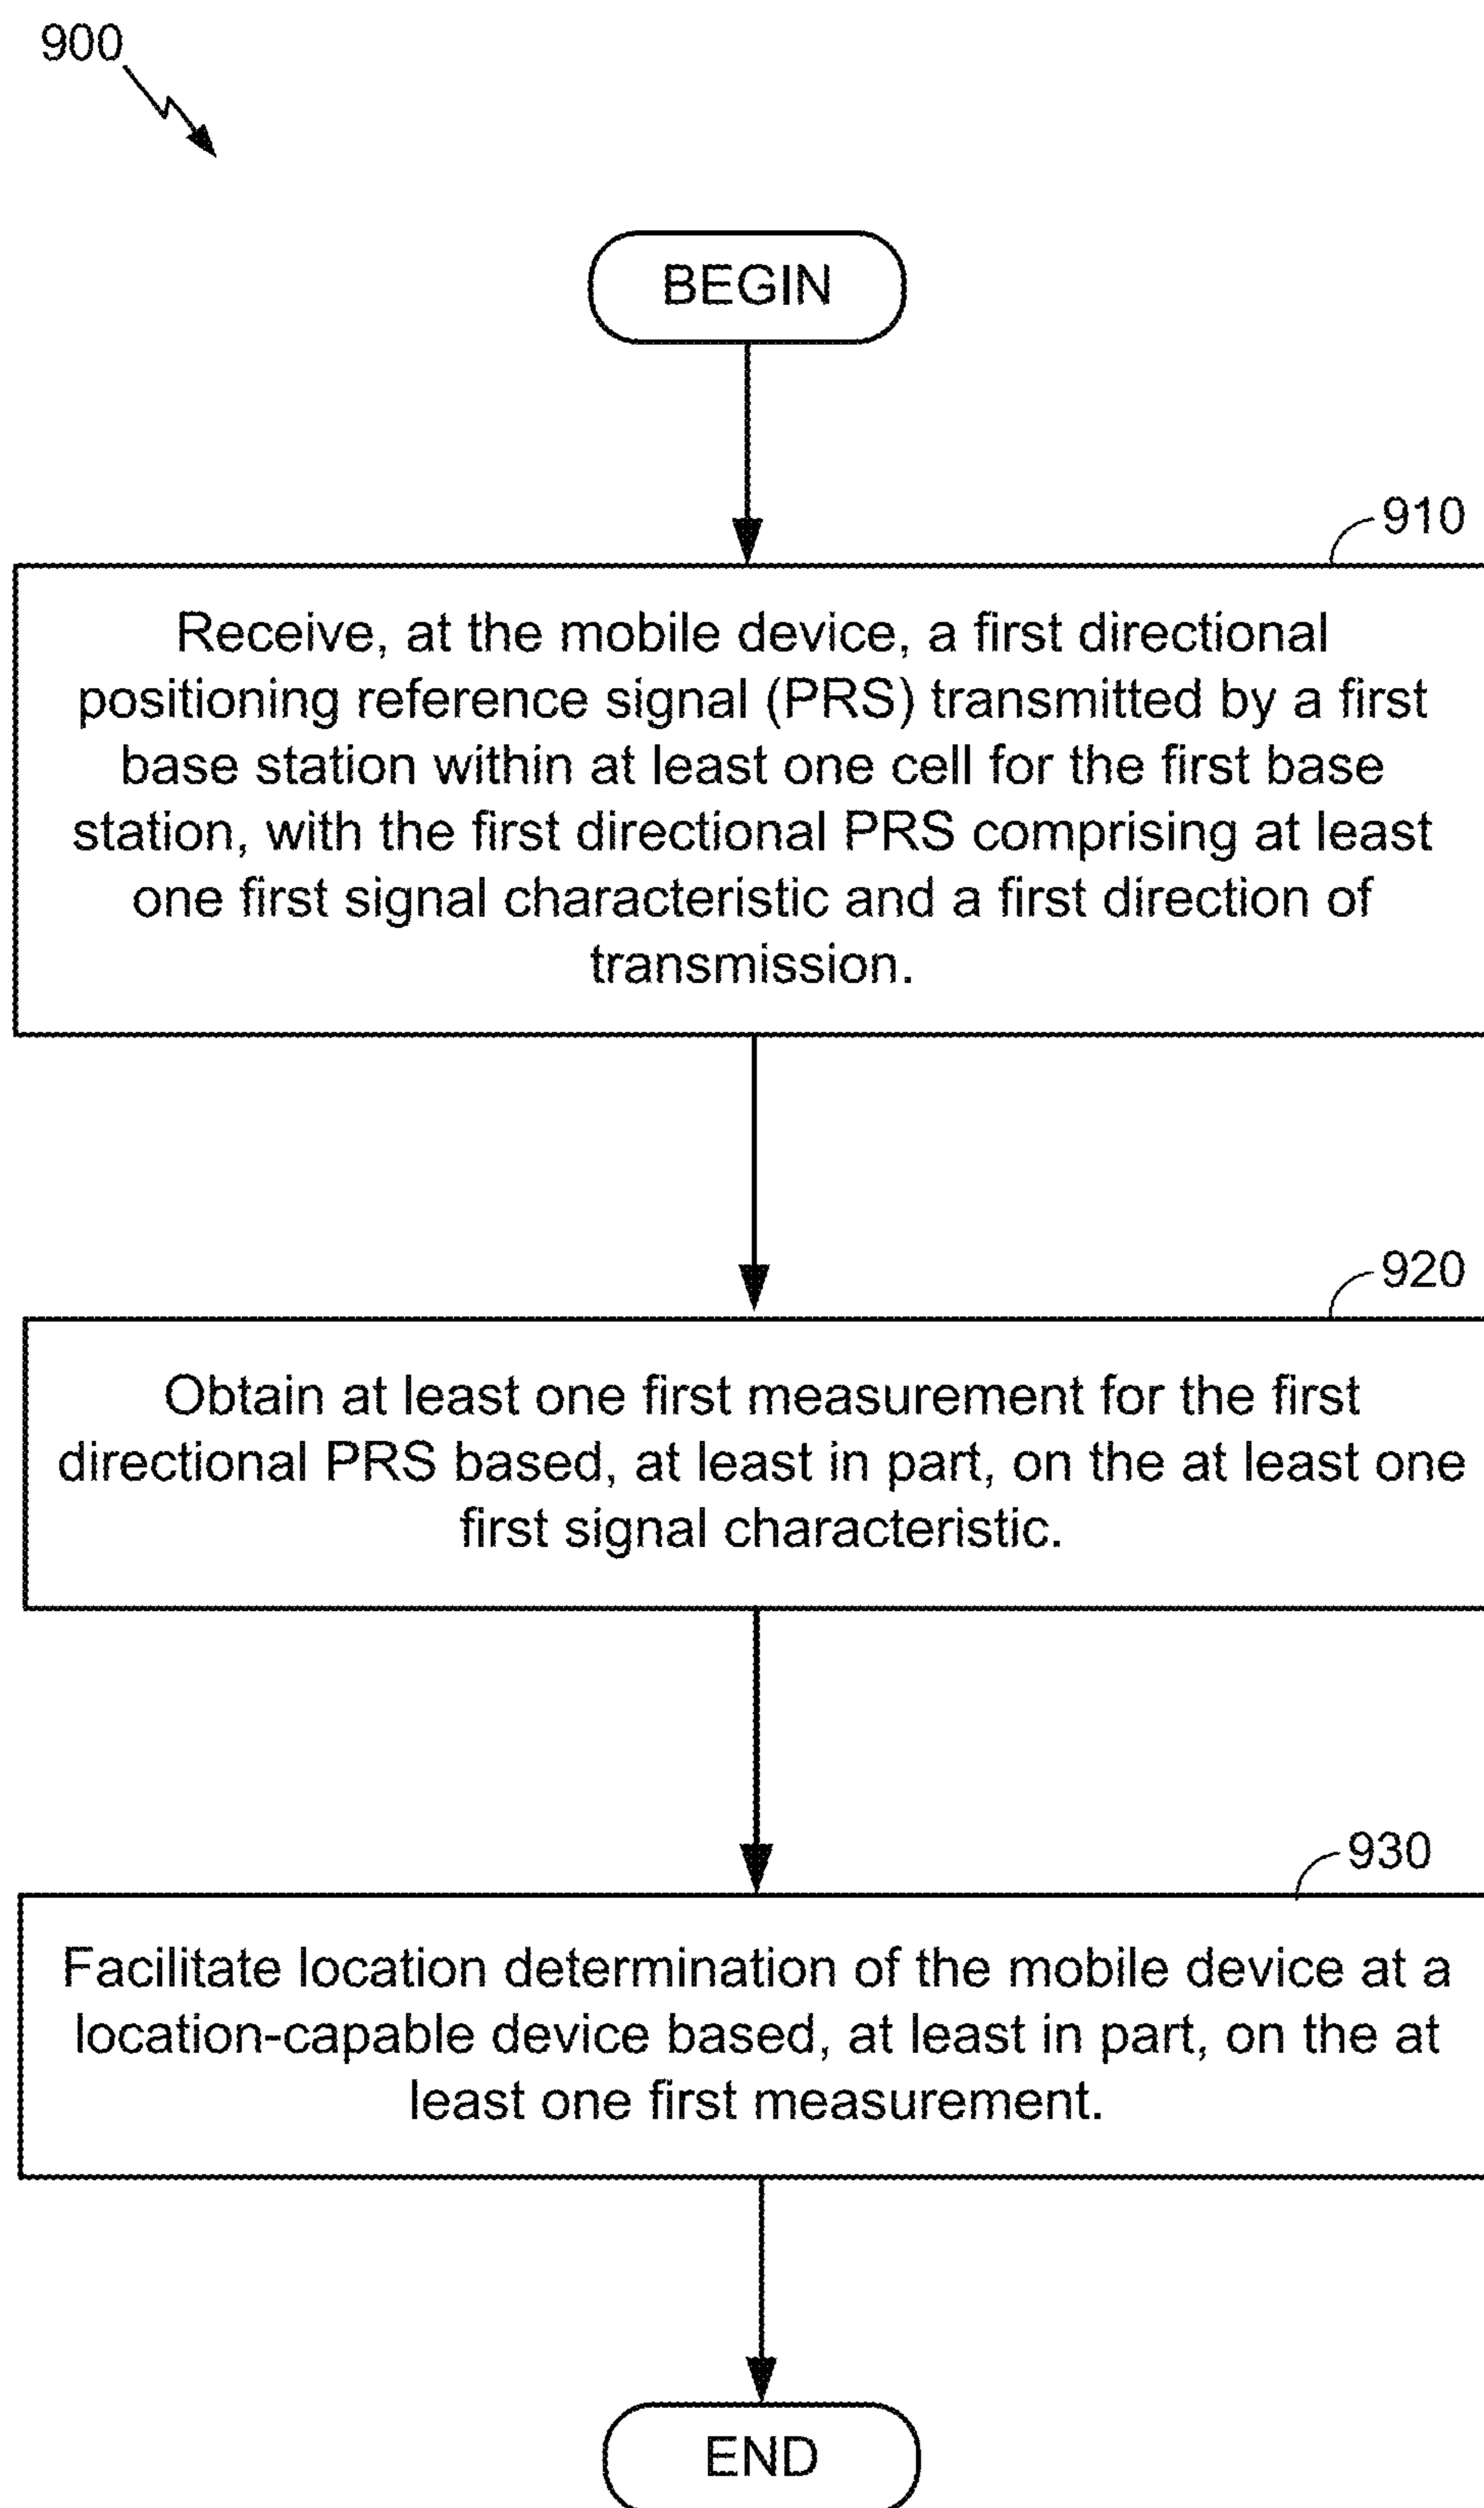 900
BEGIN
910
Receive, at the mobile device, a first directional
positioning reference signal (PRS) transmitted by a first
base station within at least one cell for the first base
station, with the first directional PRS comprising at least
one first signal characteristic and a first direction of
transmission.
920
Obtain at least one first measurement for the first
directional PRS based, at least in part, on the at least one
first signal characteristic.
930
Facilitate location determination of the mobile device at a
location-capable device based, at least in part, on the at
least one first measurement.
END